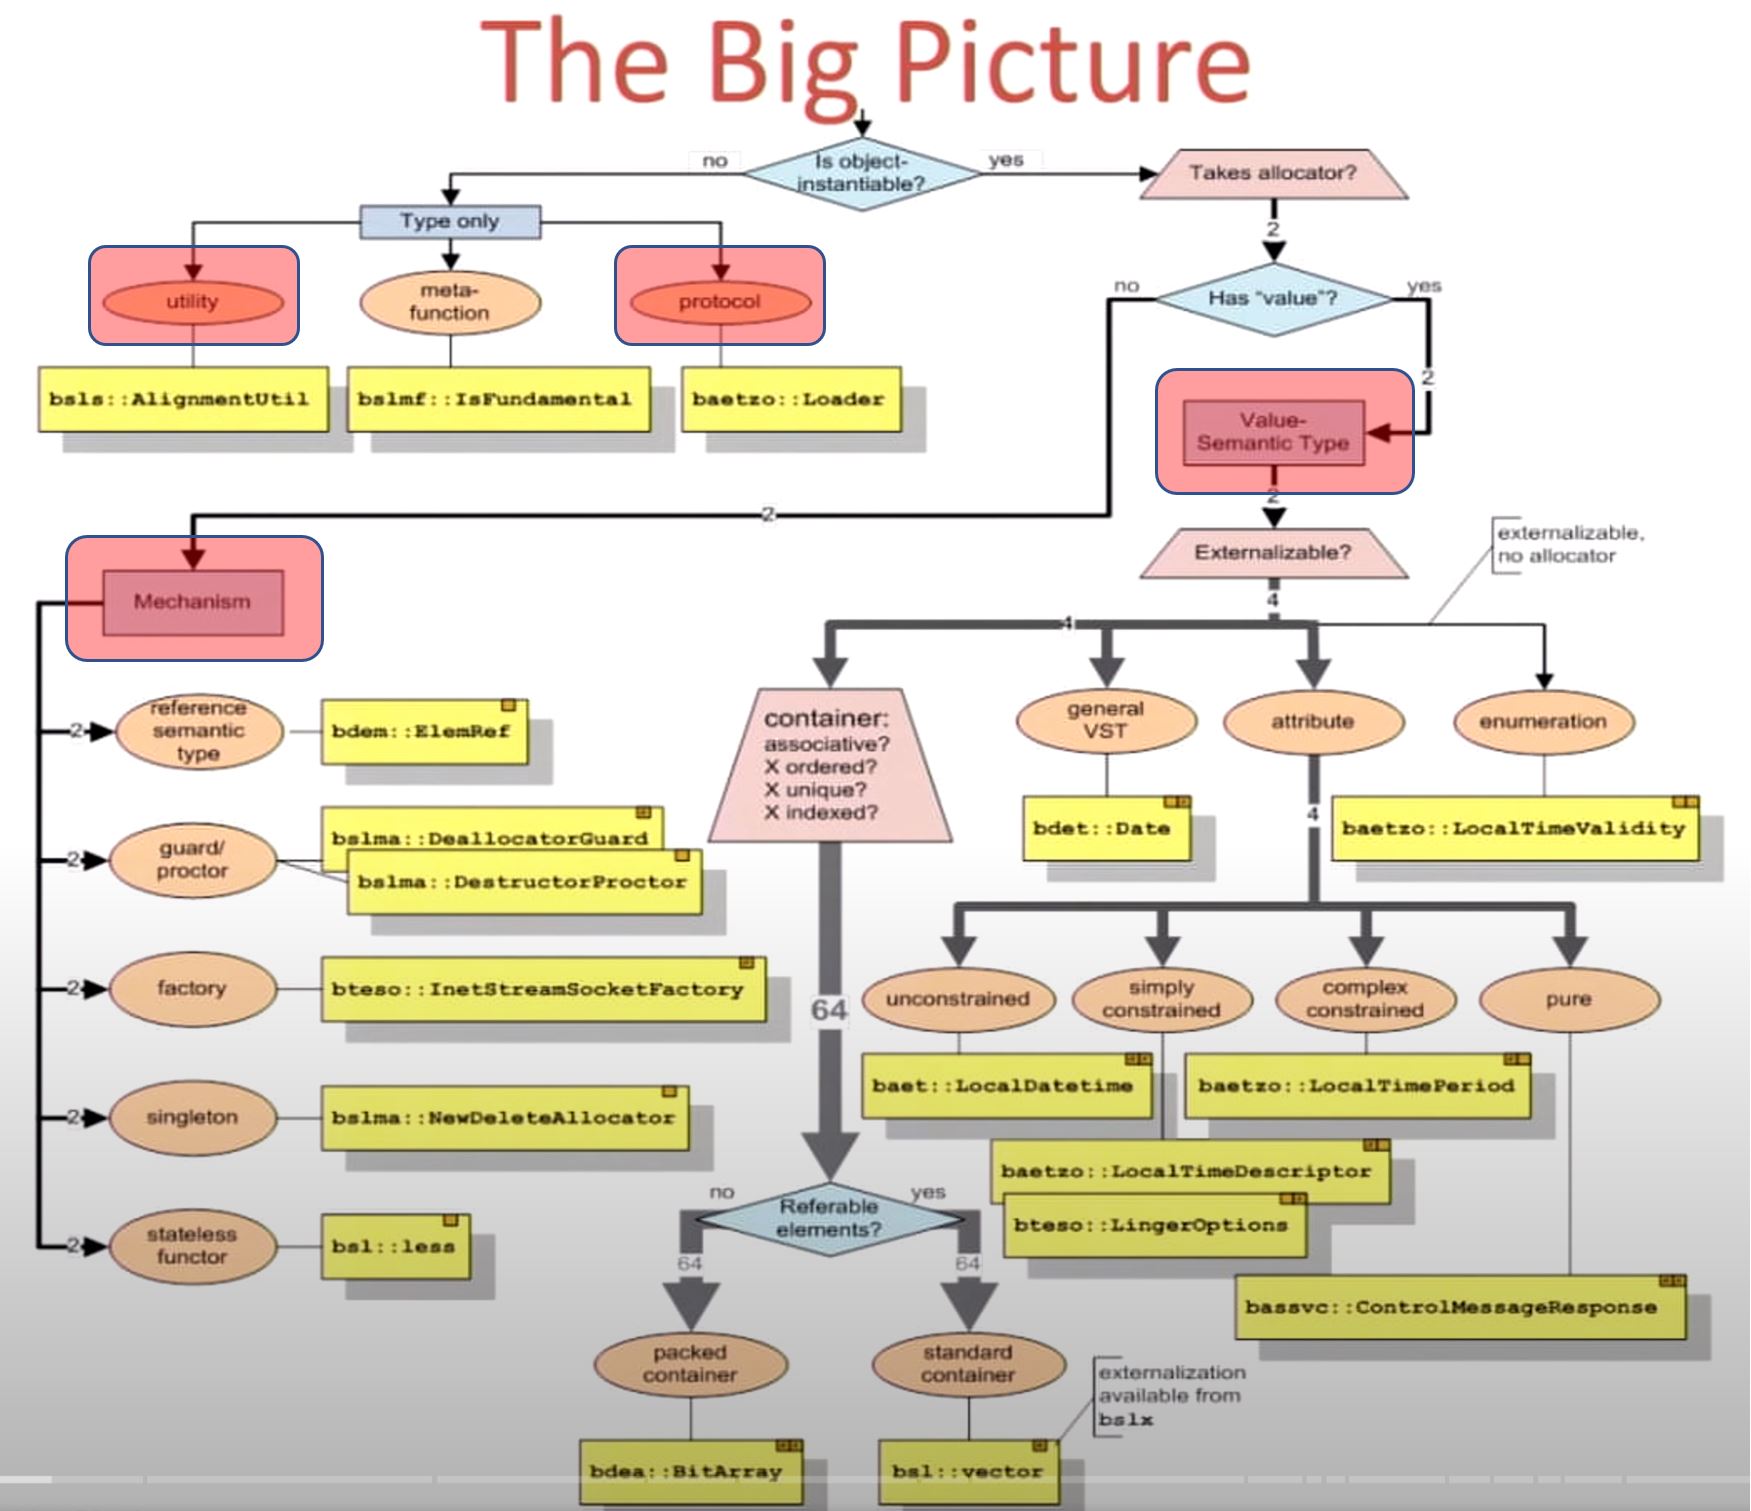 The Big Picture
Is object-
instantiable?
no
yes
Takes allocator?
Type only
2
utility
meta-
function
protocol
no
Has "value"?
yes
bsls::AlignmentUtil
bslmf::IsFundamental
baetzo::Loader
2
Value-
Semantic Type
2
2
Externalizable?
externalizable,
no allocator
4
4
Mechanism
2
reference
semantic
type
bdem::ElemRef
2
guard/
proctor
bslma::DeallocatorGuard
bslma::DestructorProctor
2
factory
bteso::InetStreamSocketFactory
2
singleton
bslma::NewDeleteAllocator
2
stateless
functor
bsl::less
container:
associative?
X ordered?
X unique?
X indexed?
general
VST
attribute
enumeration
bdet::Date
4
baetzo::LocalTimeValidity
64
unconstrained
simply
constrained
complex
constrained
pure
baet::LocalDatetime
baetzo::LocalTimePeriod
baetzo::LocalTimeDescriptor
bteso::LingerOptions
bassvc::ControlMessageResponse
no
Referable
elements?
yes
64
64
packed
container
standard
container
externalization
available from
bslx
bdea::BitArray
bsl::vector